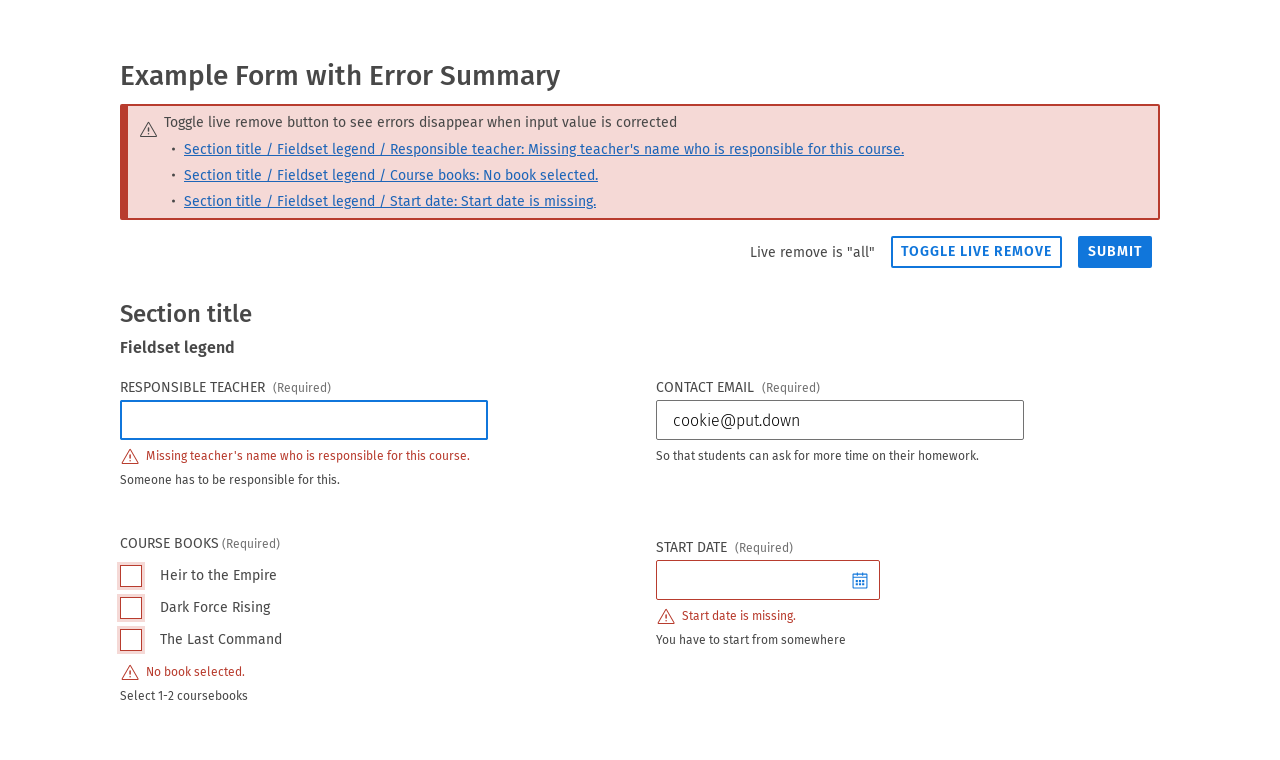 Example Form with Error Summary
Toggle live remove button to see errors disappear when input value is corrected
• Section title / Fieldset legend / Responsible teacher: Missing teacher's name who is responsible for this course.
• Section title / Fieldset legend / Course books: No book selected.
• Section title / Fieldset legend / Start date: Start date is missing.
Live remove is "all" TOGGLE LIVE REMOVE SUBMIT
Section title
Fieldset legend
RESPONSIBLE TEACHER (Required)
Missing teacher's name who is responsible for this course.
Someone has to be responsible for this.
CONTACT EMAIL (Required)
cookie@put.down
So that students can ask for more time on their homework.
COURSE BOOKS (Required)
Heir to the Empire
Dark Force Rising
The Last Command
No book selected.
Select 1-2 coursebooks
START DATE (Required)
Start date is missing.
You have to start from somewhere